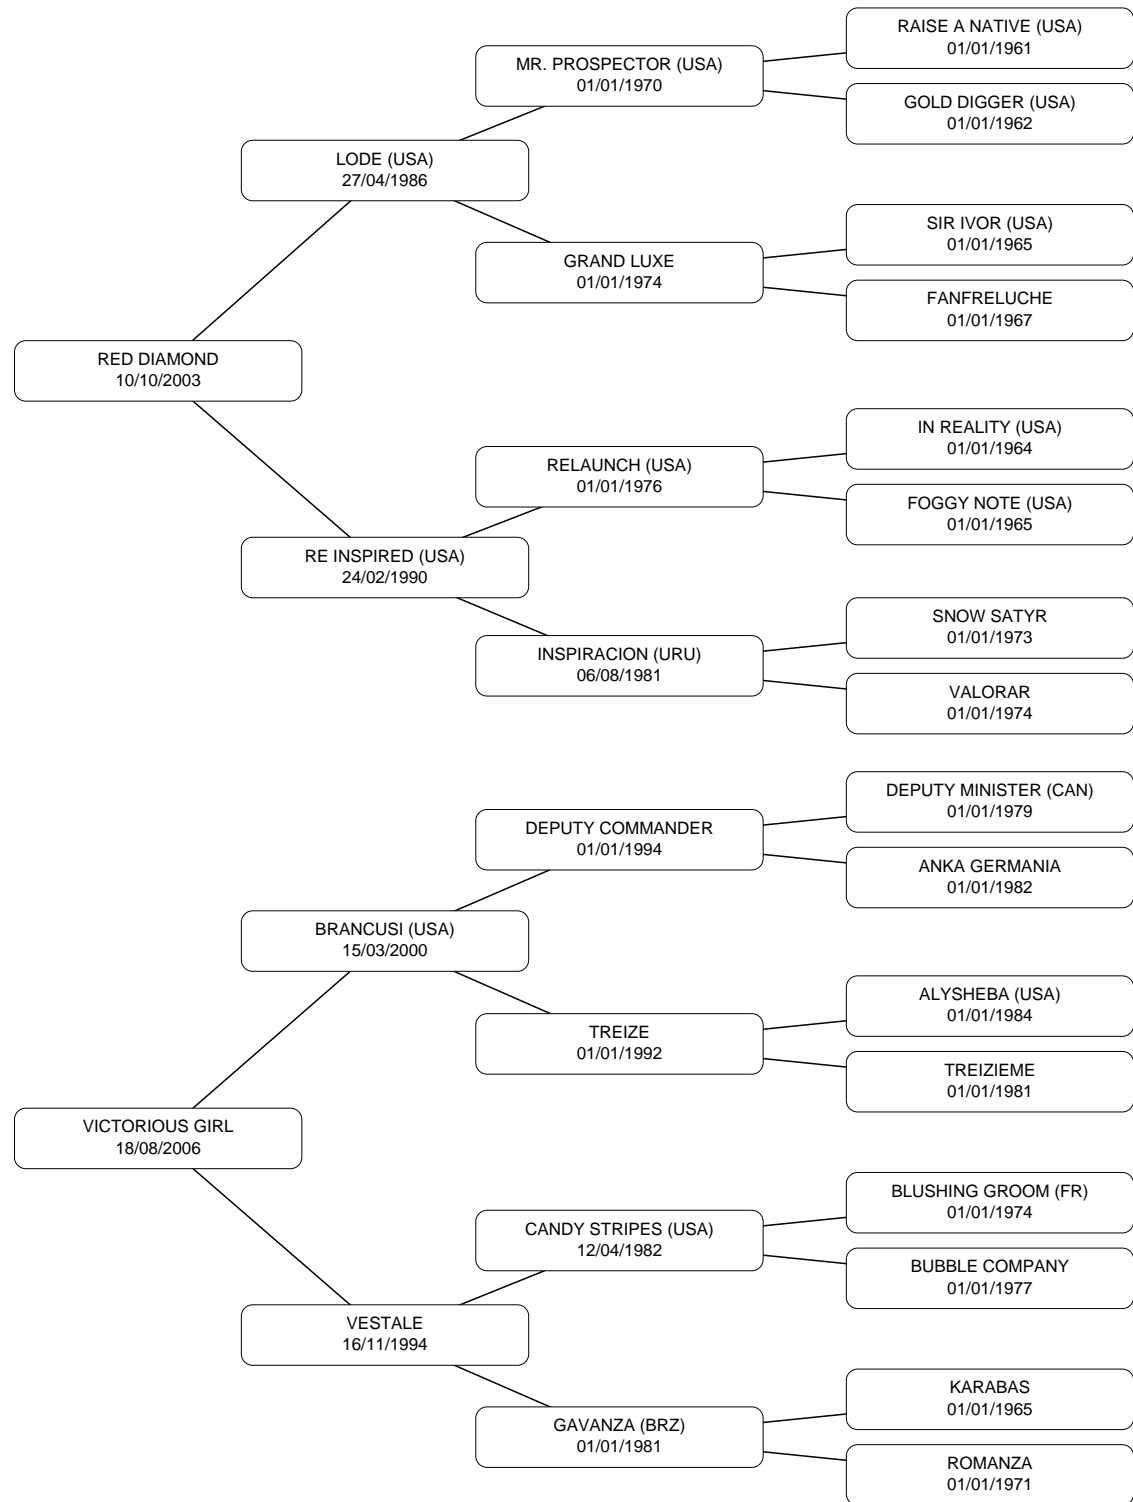 RAISE A NATIVE (USA)
01/01/1961
MR. PROSPECTOR (USA)
01/01/1970
GOLD DIGGER (USA)
01/01/1962
LODE (USA)
27/04/1986
SIR IVOR (USA)
01/01/1965
GRAND LUXE
01/01/1974
FANFRELUCHE
01/01/1967
RED DIAMOND
10/10/2003
IN REALITY (USA)
01/01/1964
RELAUNCH (USA)
01/01/1976
FOGGY NOTE (USA)
01/01/1965
RE INSPIRED (USA)
24/02/1990
SNOW SATYR
01/01/1973
INSPIRACION (URU)
06/08/1981
VALORAR
01/01/1974
DEPUTY MINISTER (CAN)
01/01/1979
DEPUTY COMMANDER
01/01/1994
ANKA GERMANIA
01/01/1982
BRANCUSI (USA)
15/03/2000
ALYSHEBA (USA)
01/01/1984
TREIZE
01/01/1992
TREIZIEME
01/01/1981
VICTORIOUS GIRL
18/08/2006
BLUSHING GROOM (FR)
01/01/1974
CANDY STRIPES (USA)
12/04/1982
BUBBLE COMPANY
01/01/1977
VESTALE
16/11/1994
KARABAS
01/01/1965
GAVANZA (BRZ)
01/01/1981
ROMANZA
01/01/1971